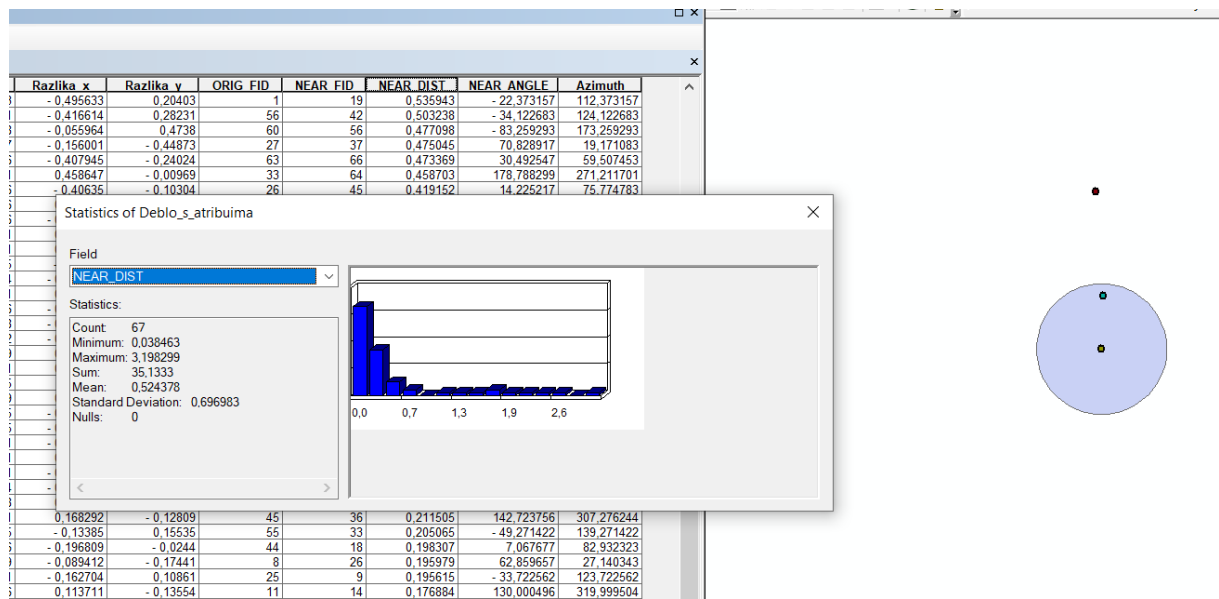 Razlika_x Razlika_y ORIG_FID NEAR_FID NEAR_DIST NEAR_ANGLE Azimuth
- 0,495633 0,20403 1 19 0,535943 - 22,373157 112,373157
- 0,416614 0,28231 56 42 0,503238 - 34,122683 124,122683
- 0,055964 0,4738 60 56 0,477098 - 83,259293 173,259293
- 0,156001 - 0,44873 27 37 0,475045 70,828917 19,171083
- 0,407945 - 0,24024 63 66 0,473369 30,492547 59,507453
0,458647 - 0,00969 33 64 0,458703 178,788299 271,211701
- 0,40635 - 0,10304 26 45 0,419152 14,225217 75,774783
Statistics of Deblo_s_atribuima
Field
NEAR_DIST
Statistics:
Count: 67
Minimum: 0,038463
Maximum: 3,198299
Sum: 35,1333
Mean: 0,524378
Standard Deviation: 0,696983
Nulls: 0
0,0 0,7 1,3 1,9 2,6
0,168292 - 0,12809 45 36 0,211505 142,723756 307,276244
- 0,13385 0,15535 55 33 0,205065 - 49,271422 139,271422
- 0,196809 - 0,0244 44 18 0,198307 7,067677 82,932323
- 0,089412 - 0,17441 8 26 0,195979 62,859657 27,140343
- 0,162704 0,10861 25 9 0,195615 - 33,722562 123,722562
0,113711 - 0,13554 11 14 0,176884 130,000496 319,999504